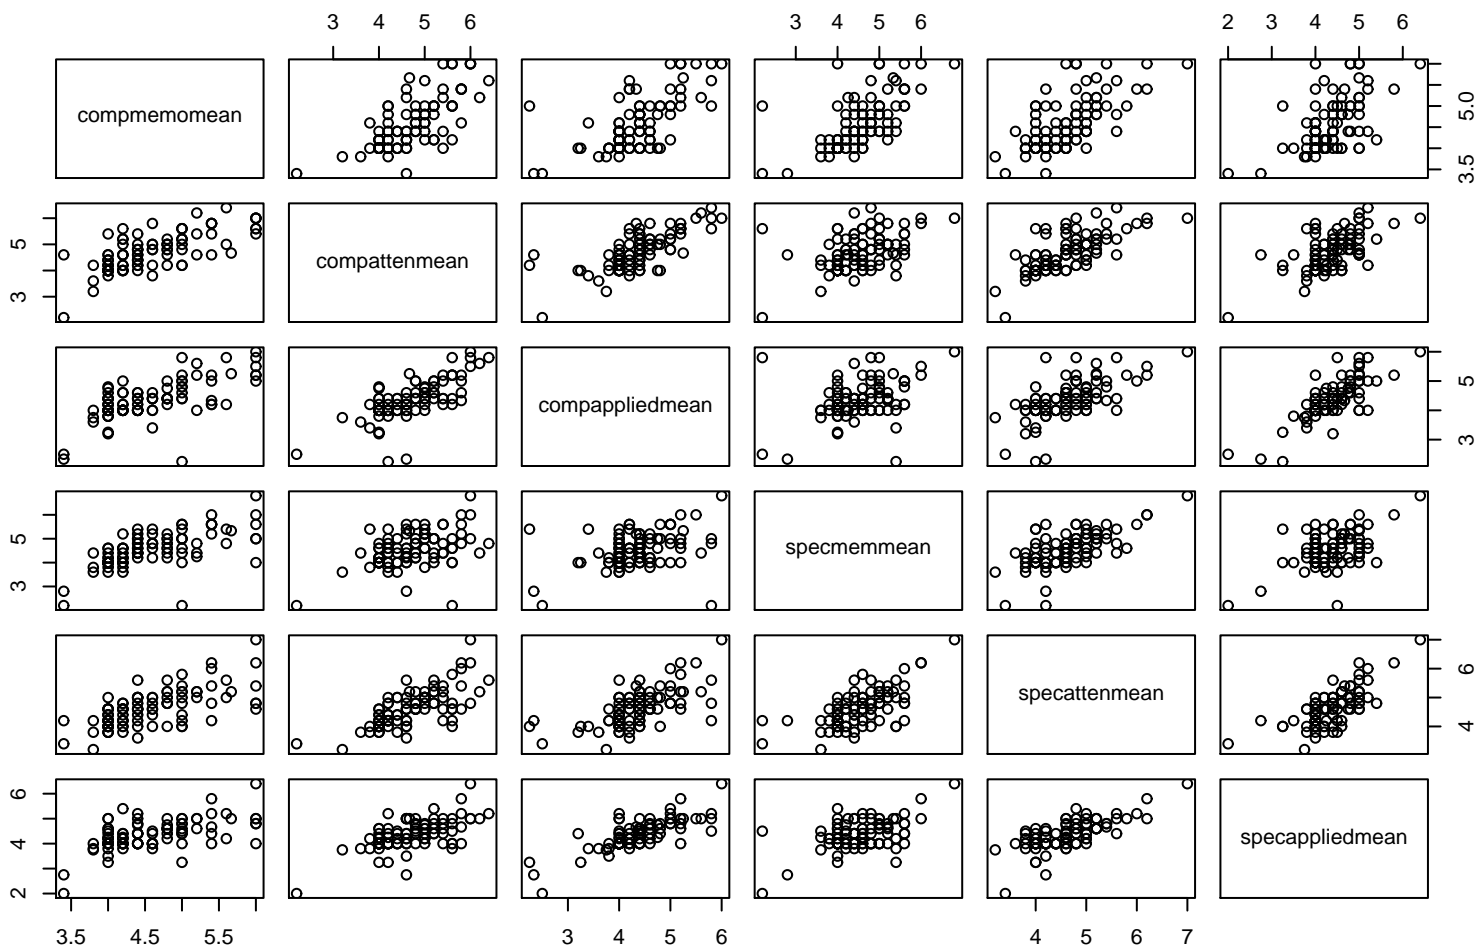 3 4 5 6 3 4 5 6 2 3 4 5 6
compmemomean 3.5 5.0
3 5 compattenmean
compappliedmean 3 5
3 5 specmemmean
specattenmean 4 6
2 4 6 specappliedmean
3.5 4.5 5.5 3 4 5 6 4 5 6 7